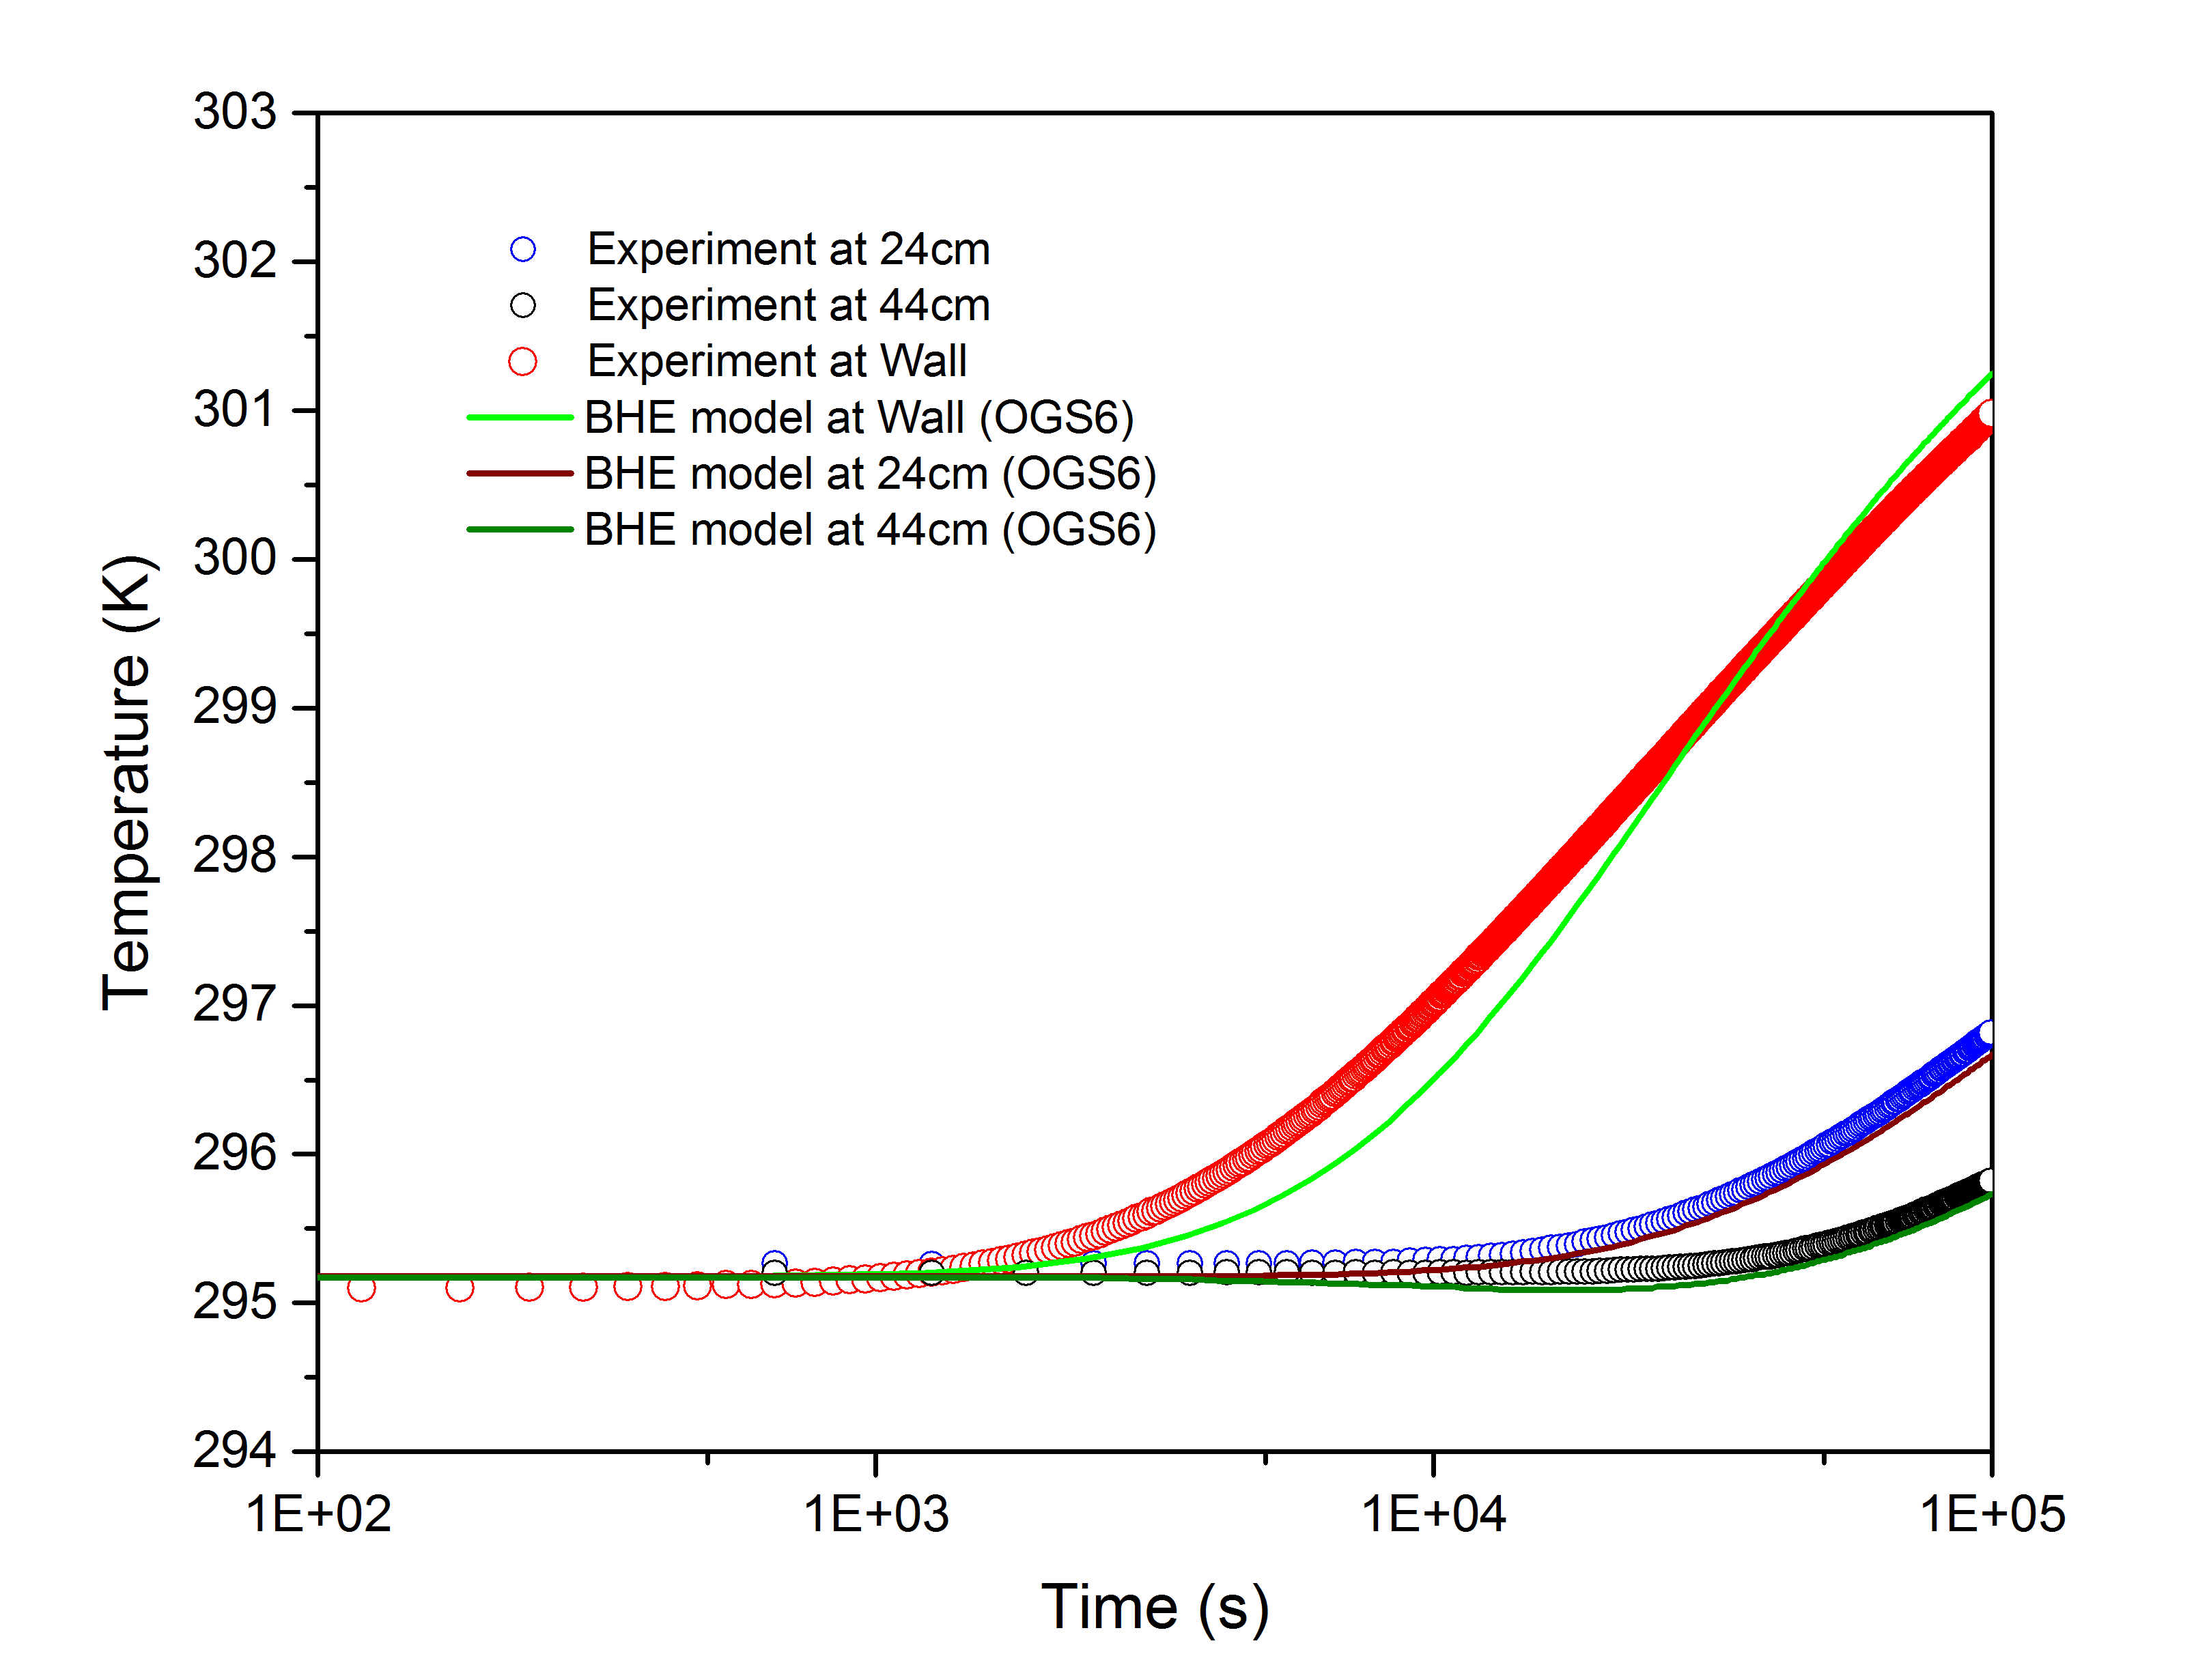 303
302
301
300
299
298
297
296
295
294
Temperature (K)
Experiment at 24cm
Experiment at 44cm
Experiment at Wall
BHE model at Wall (OGS6)
BHE model at 24cm (OGS6)
BHE model at 44cm (OGS6)
1E+02 1E+03 1E+04 1E+05
Time (s)